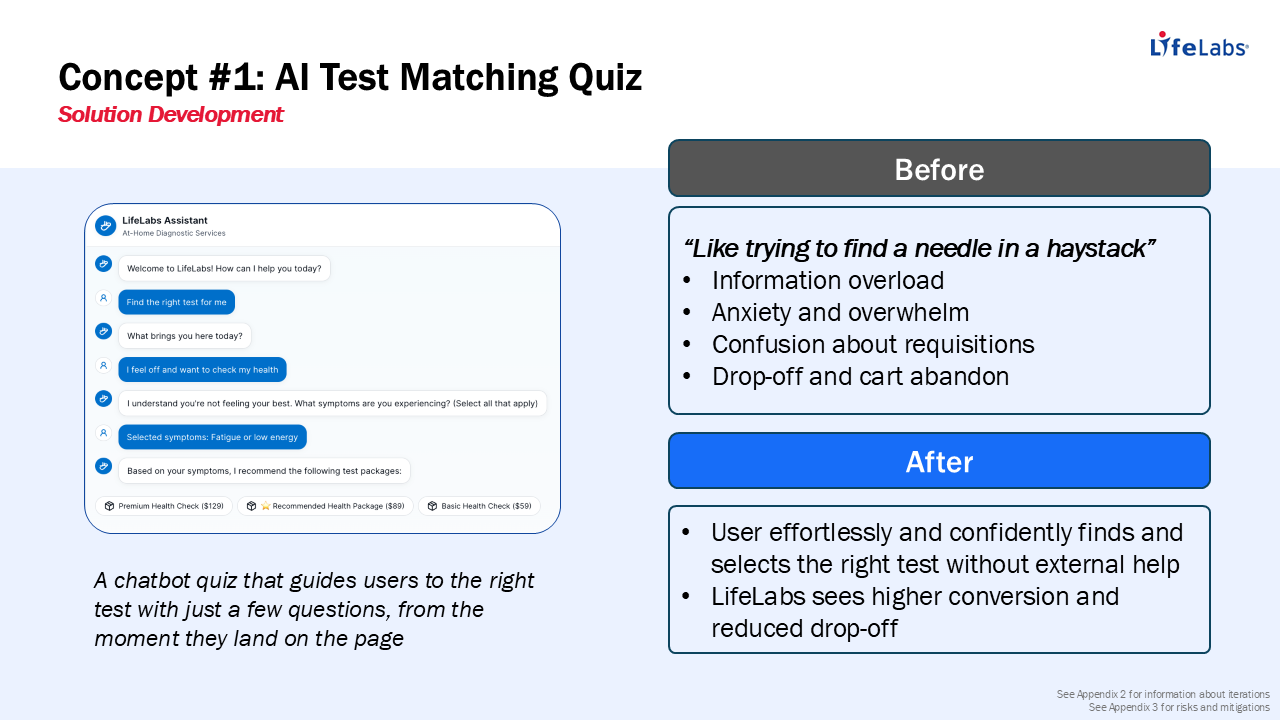 LifeLabs®
Concept #1: AI Test Matching Quiz
Solution Development
LifeLabs Assistant
At-Home Diagnostic Services
Welcome to LifeLabs! How can I help you today?
Find the right test for me
What brings you here today?
I feel off and want to check my health
I understand you're not feeling your best. What symptoms are you experiencing? (Select all that apply)
Selected symptoms: Fatigue or low energy
Based on your symptoms, I recommend the following test packages:
Premium Health Check ($129) ⭐ Recommended Health Package ($89) Basic Health Check ($59)
A chatbot quiz that guides users to the right
test with just a few questions, from the
moment they land on the page
Before
“Like trying to find a needle in a haystack”
• Information overload
• Anxiety and overwhelm
• Confusion about requisitions
• Drop-off and cart abandon
After
• User effortlessly and confidently finds and
selects the right test without external help
• LifeLabs sees higher conversion and
reduced drop-off
See Appendix 2 for information about iterations
See Appendix 3 for risks and mitigations